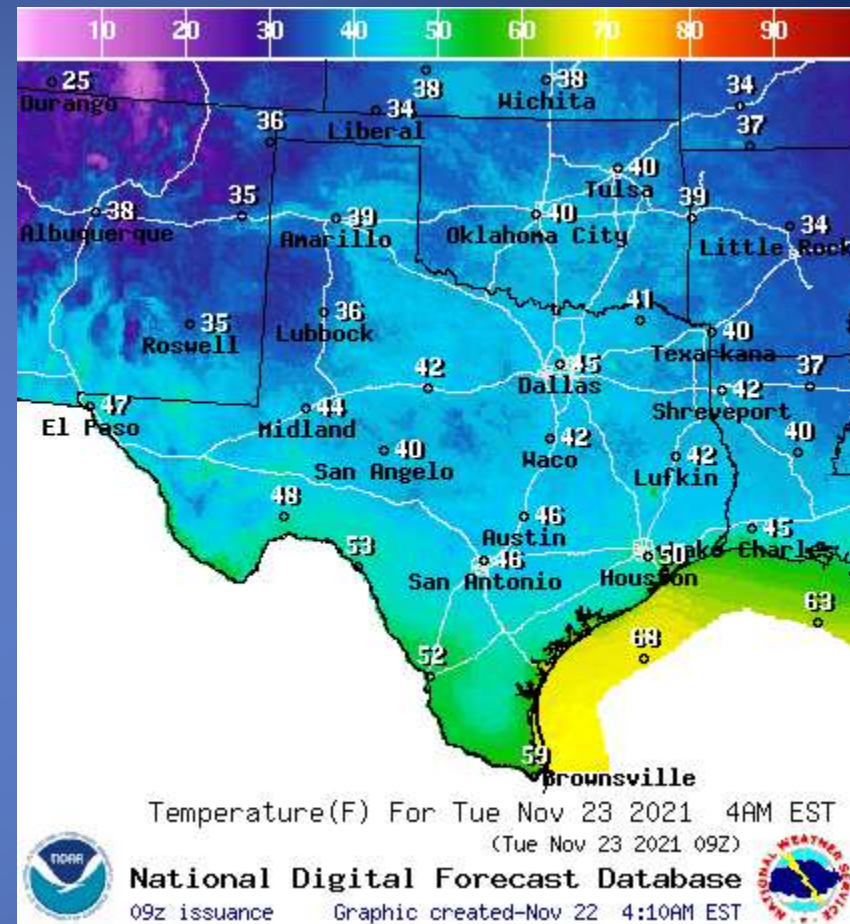 10 20 30 40 50 60 70 80 90
25
Durango
38
38
Wichita
34
34
Liberal
36
37
40
Tulsa
38
Albuquerque
35
39
Amarillo
40
Oklahoma City
39
34
Little Rock
35
Roswell
36
Lubbock
41
40
Texarkana
42
45
Dallas
42
Shreveport
37
47
El Paso
44
Midland
40
San Angelo
42
Waco
42
Lufkin
40
48
46
Austin
45
Lake Charles
53
46
San Antonio
50
Houston
52
68
63
59
Brownsville
Temperature(F) For Tue Nov 23 2021 4AM EST
(Tue Nov 23 2021 09Z)
NOAA
National Digital Forecast Database
NATIONAL WEATHER SERVICE
09z issuance Graphic created-Nov 22 4:10AM EST